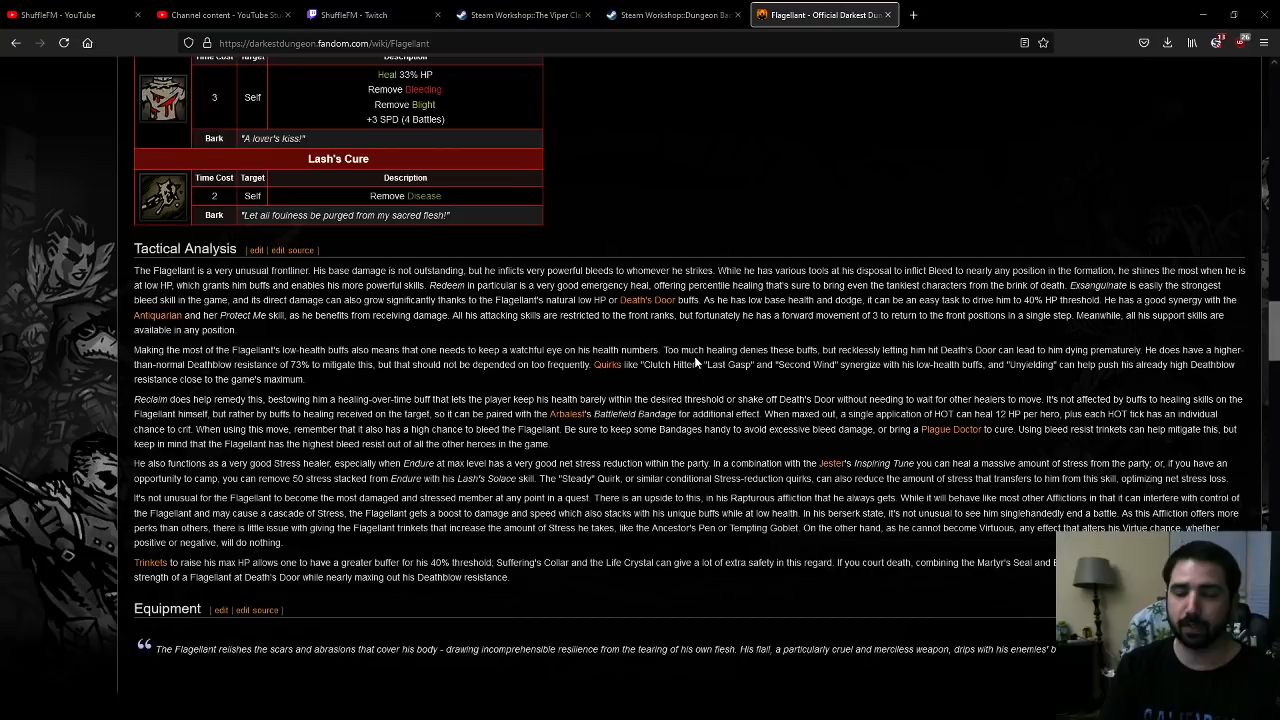 ShuffleFM - YouTube
Channel content - YouTube Stu
ShuffleFM - Twitch
Steam Workshop::The Viper Cla
Steam Workshop::Dungeon Bac
Flagellant - Official Darkest Dun
https://darkestdungeon.fandom.com/wiki/Flagellant
13
26
Time Cost Target Description
3 Self
Heal 33% HP
Remove Bleeding
Remove Blight
+3 SPD (4 Battles)
Bark "A lover's kiss!"
Lash's Cure
Time Cost Target Description
2 Self Remove Disease
Bark "Let all foulness be purged from my sacred flesh!"
Tactical Analysis [ edit edit source ]
The Flagellant is a very unusual frontliner. His base damage is not outstanding, but he inflicts very powerful bleeds to whomever he strikes. While he has various tools at his disposal to inflict Bleed to nearly any position in the formation, he shines the most when he is
at low HP, which grants him buffs and enables his more powerful skills. Redeem in particular is a very good emergency heal, offering percentile healing that's sure to bring even the tankiest characters from the brink of death. Exsanguinate is easily the strongest
bleed skill in the game, and its direct damage can also grow significantly thanks to the Flagellant's natural low HP or Death's Door buffs. As he has low base health and dodge, it can be an easy task to drive him to 40% HP threshold. He has a good synergy with the
Antiquarian and her Protect Me skill, as he benefits from receiving damage. All his attacking skills are restricted to the front ranks, but fortunately he has a forward movement of 3 to return to the front positions in a single step. Meanwhile, all his support skills are
available in any position.
Making the most of the Flagellant's low-health buffs also means that one needs to keep a watchful eye on his health numbers. Too much healing denies these buffs, but recklessly letting him hit Death's Door can lead to him dying prematurely. He does have a higher-
than-normal Deathblow resistance of 73% to mitigate this, but that should not be depended on too frequently. Quirks like "Clutch Hitter" "Last Gasp" and "Second Wind" synergize with his low-health buffs, and "Unyielding" can help push his already high Deathblow
resistance close to the game's maximum.
Reclaim does help remedy this, bestowing him a healing-over-time buff that lets the player keep his health barely within the desired threshold or shake off Death's Door without needing to wait for other healers to move. It's not affected by buffs to healing skills on the
Flagellant himself, but rather by buffs to healing received on the target, so it can be paired with the Arbalest's Battlefield Bandage for additional effect. When maxed out, a single application of HOT can heal 12 HP per hero, plus each HOT tick has an individual
chance to crit. When using this move, remember that it also has a high chance to bleed the Flagellant. Be sure to keep some Bandages handy to avoid excessive bleed damage, or bring a Plague Doctor to cure. Using bleed resist trinkets can help mitigate this, but
keep in mind that the Flagellant has the highest bleed resist out of all the other heroes in the game.
He also functions as a very good Stress healer, especially when Endure at max level has a very good net stress reduction within the party. In a combination with the Jester's Inspiring Tune you can heal a massive amount of stress from the party; or, if you have an
opportunity to camp, you can remove 50 stress stacked from Endure with his Lash's Solace skill. The "Steady" Quirk, or similar conditional Stress-reduction quirks, can also reduce the amount of stress that transfers to him from this skill, optimizing net stress loss.
It's not unusual for the Flagellant to become the most damaged and stressed member at any point in a quest. There is an upside to this, in his Rapturous affliction that he always gets. While it will behave like most other Afflictions in that it can interfere with control of
the Flagellant and may cause a cascade of Stress, the Flagellant gets a boost to damage and speed which also stacks with his unique buffs while at low health. In his berserk state, it's not unusual to see him singlehandedly end a battle. As this Affliction offers more
perks than others, there is little issue with giving the Flagellant trinkets that increase the amount of Stress he takes, like the Ancestor's Pen or Tempting Goblet. On the other hand, as he cannot become Virtuous, any effect that alters his Virtue chance, whether
positive or negative, will do nothing.
Trinkets to raise his max HP allows one to have a greater buffer for his 40% threshold; Suffering's Collar and the Life Crystal can give a lot of extra safety in this regard. If you court death, combining the Martyr's Seal and
strength of a Flagellant at Death's Door while nearly maxing out his Deathblow resistance.
Equipment [ edit edit source ]
The Flagellant relishes the scars and abrasions that cover his body - drawing incomprehensible resilience from the tearing of his own flesh. His flail, a particularly cruel and merciless weapon, drips with his enemies' b